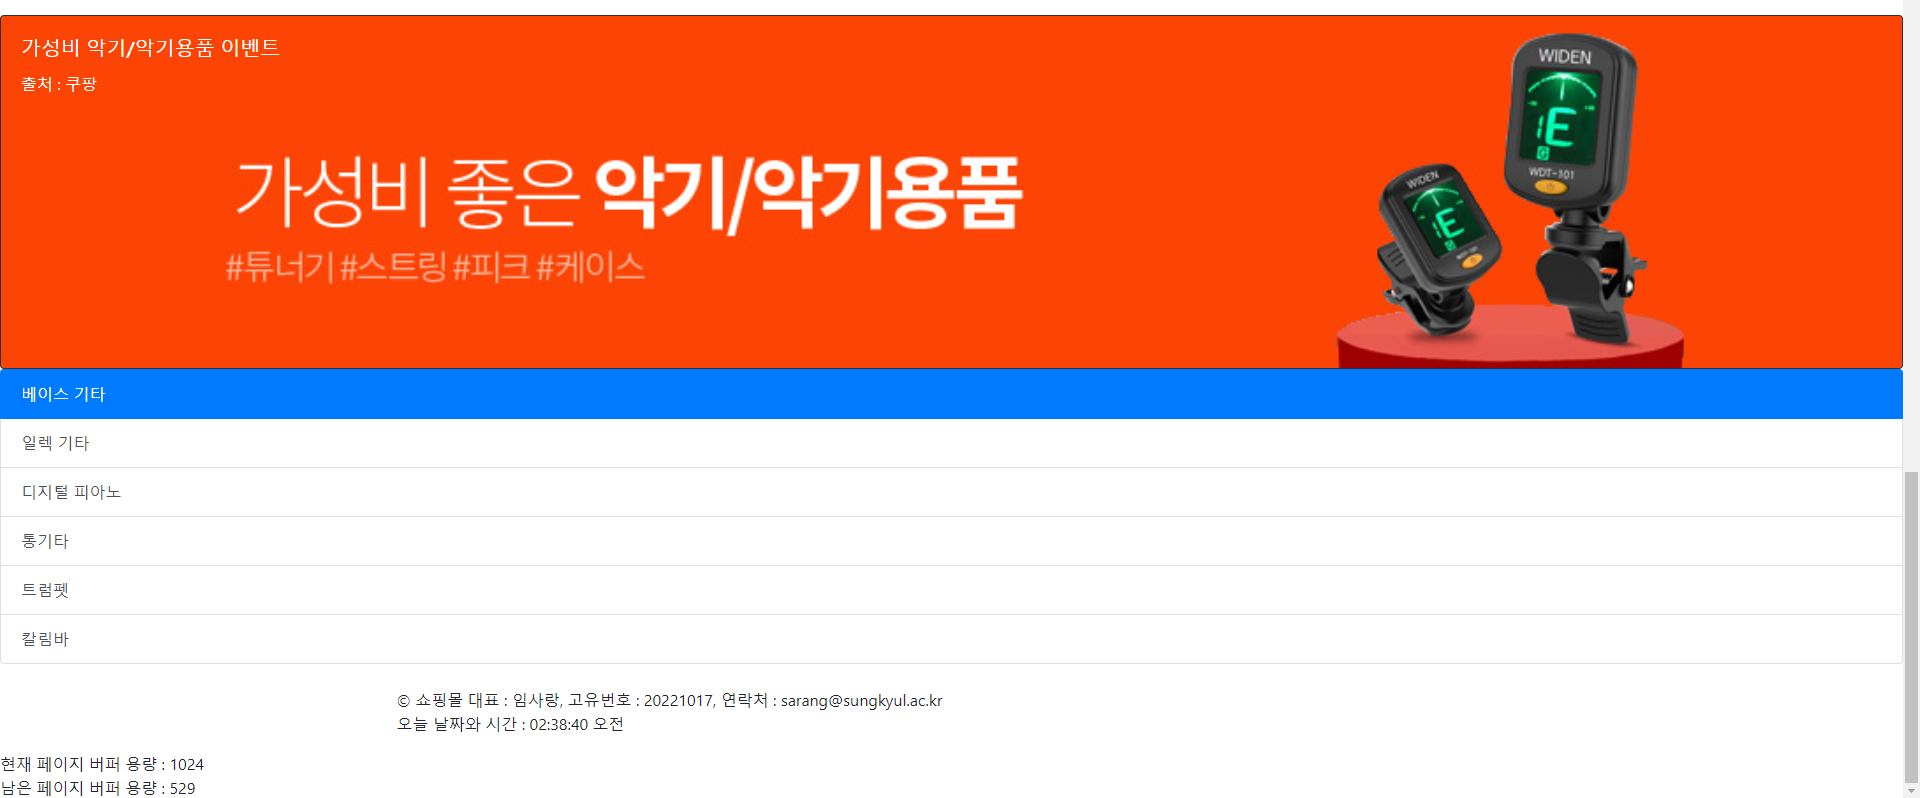 가성비 악기/악기용품 이벤트
출처 : 쿠팡
가성비 좋은 악기/악기용품
#튜너기 #스트링 #피크 #케이스
WIDEN
E
G
WDT-101
WIDEN
E
베이스 기타
일렉 기타
디지털 피아노
통기타
트럼펫
칼림바
© 쇼핑몰 대표 : 임사랑, 고유번호 : 20221017, 연락처 : sarang@sungkyul.ac.kr
오늘 날짜와 시간 : 02:38:40 오전
현재 페이지 버퍼 용량 : 1024
남은 페이지 버퍼 용량 : 529